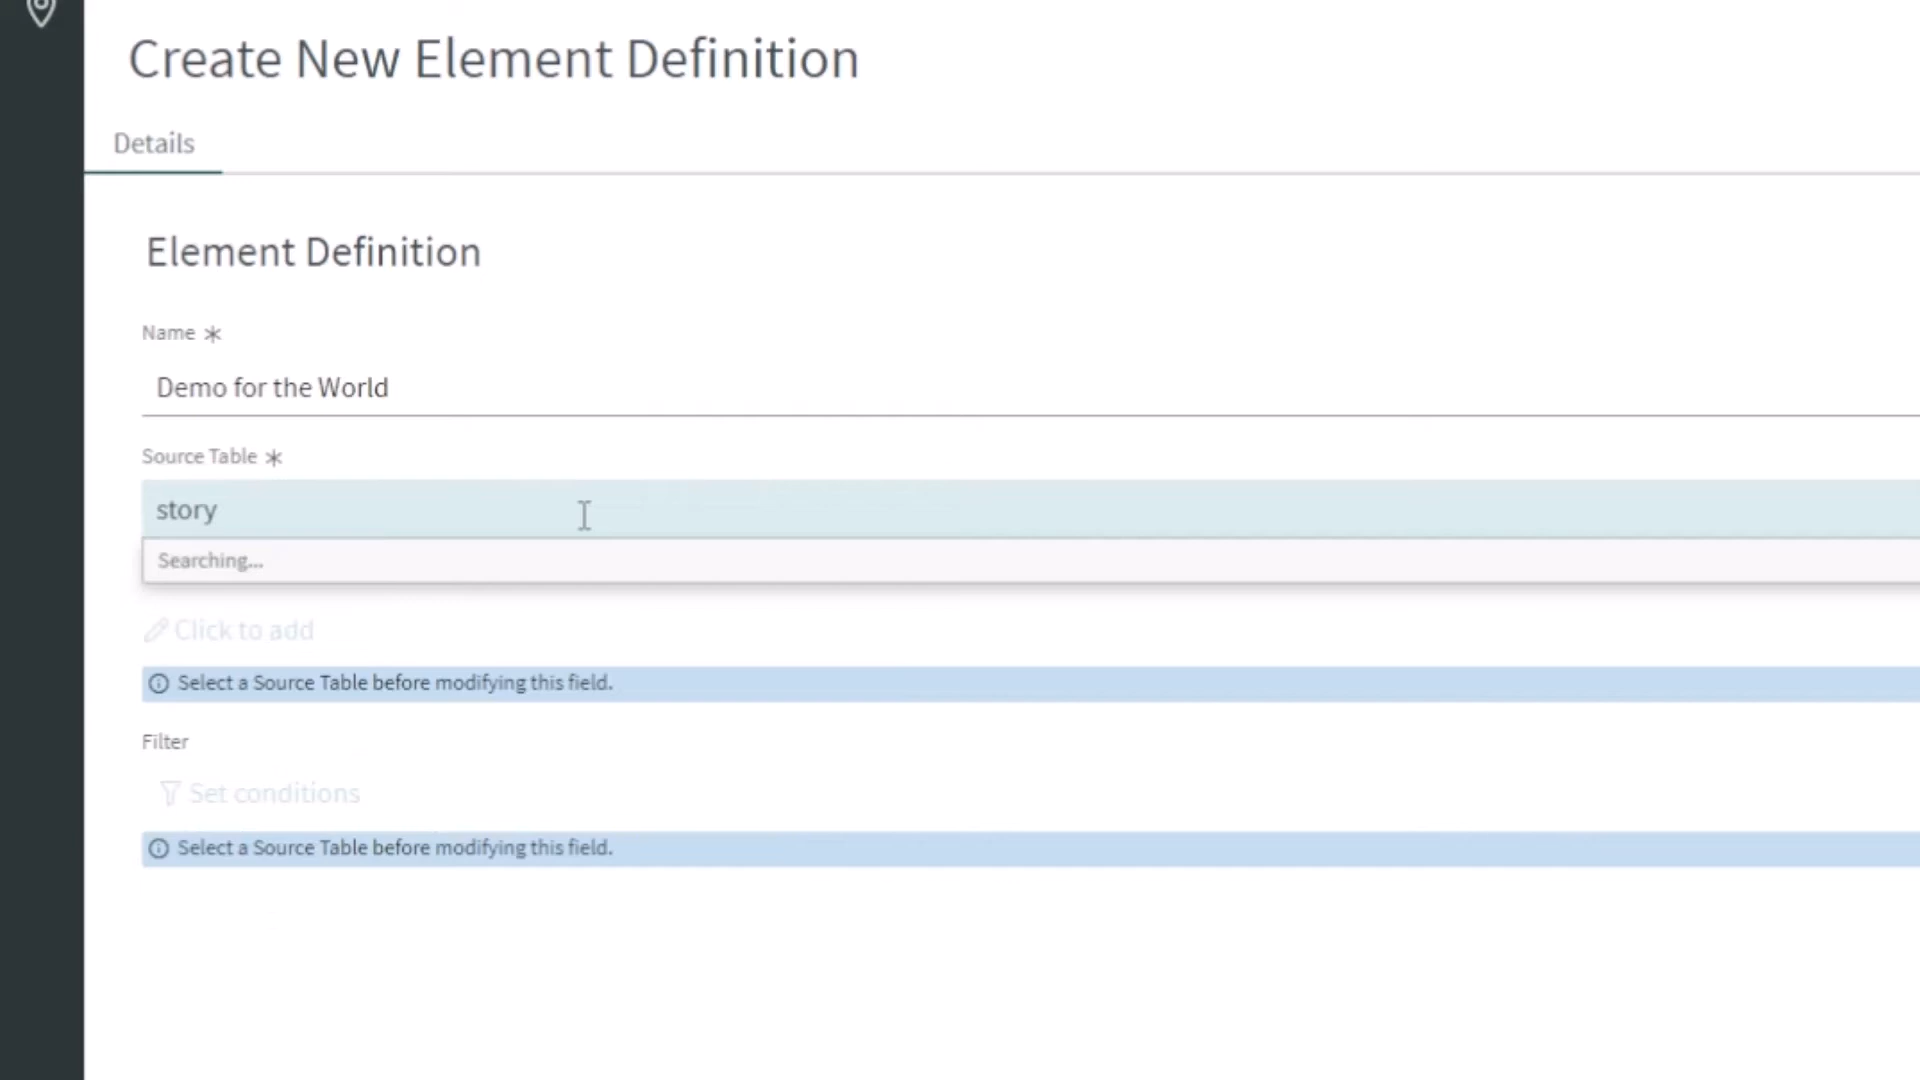 Create New Element Definition
Details
Element Definition
Name *
Demo for the World
Source Table *
story
Searching...
Click to add
Select a Source Table before modifying this field.
Filter
Set conditions
Select a Source Table before modifying this field.